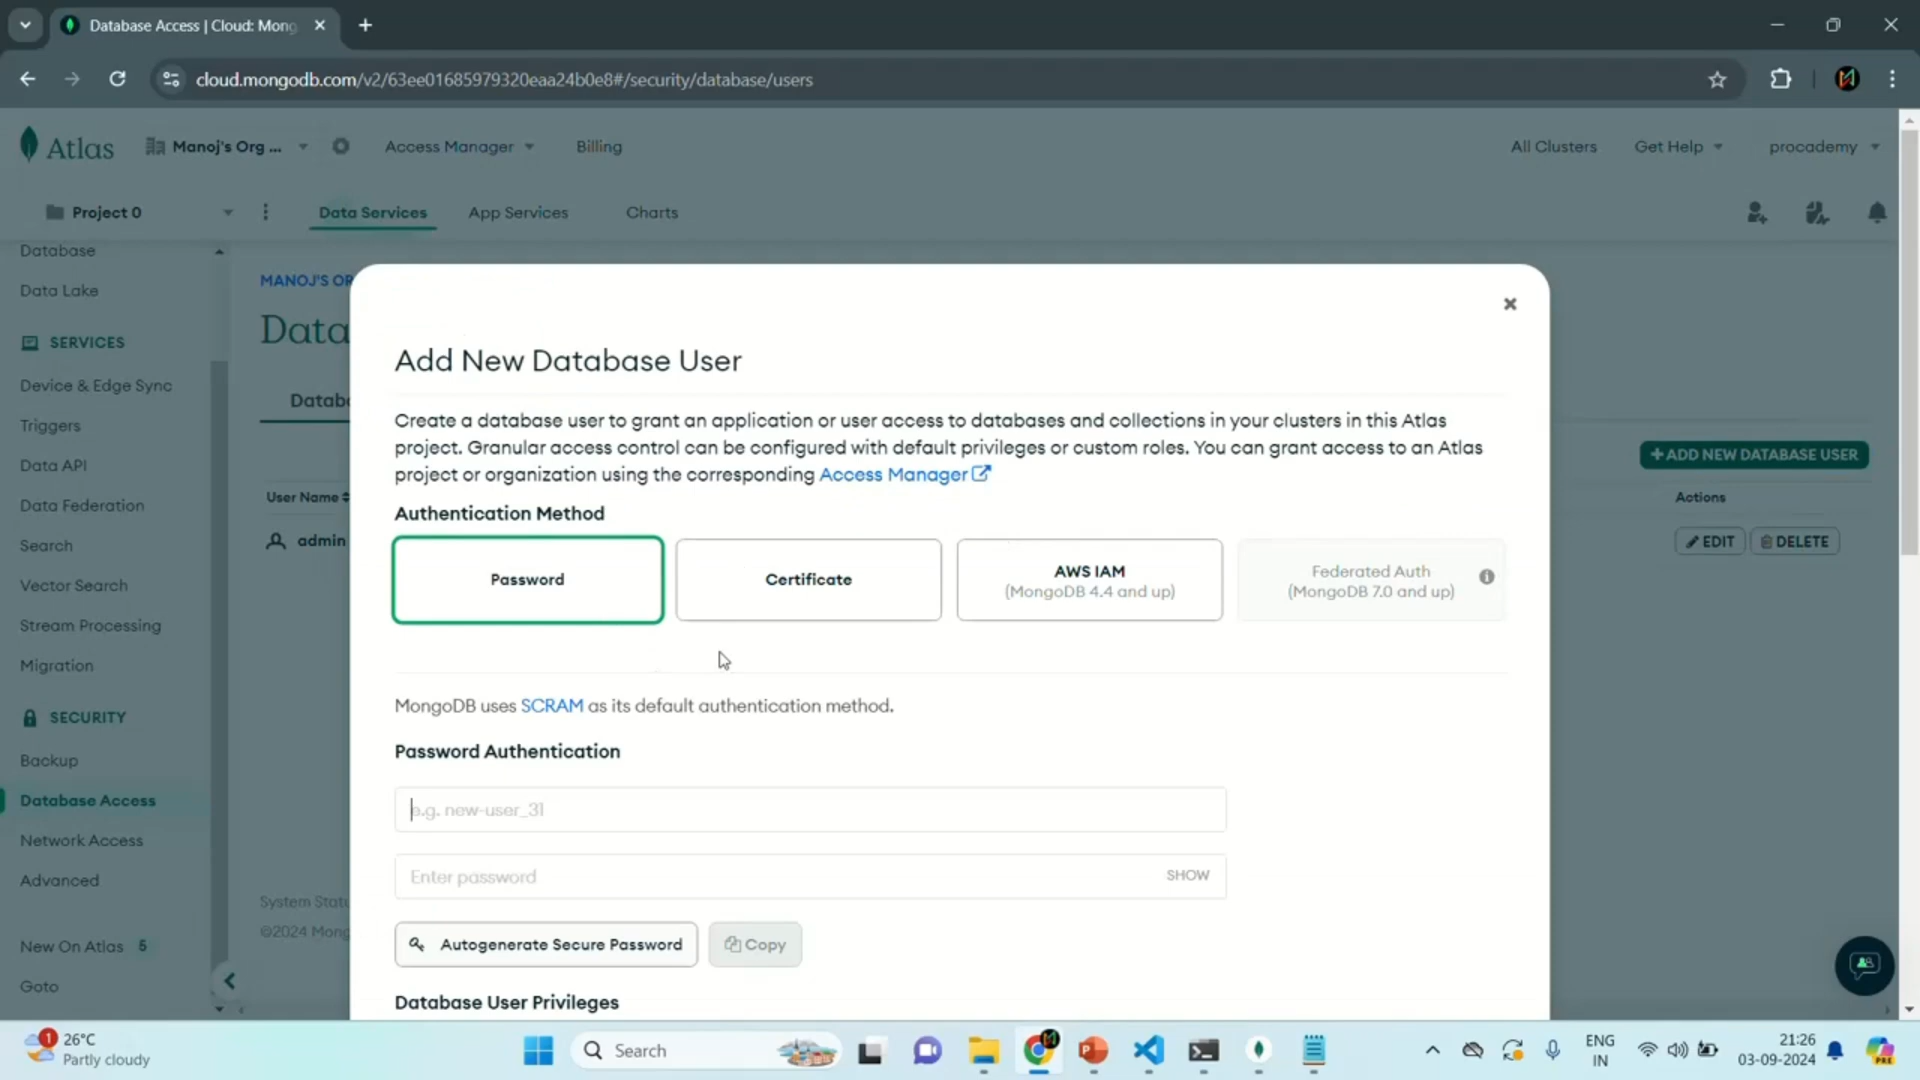 Database Access | Cloud: Mong
cloud.mongodb.com/v2/63ee01685979320eaa24b0e8#/security/database/users
Atlas
Manoj's Org ...
Access Manager
Billing
All Clusters
Get Help
procademy
Project 0
Data Services
App Services
Charts
Database
Data Lake
SERVICES
Device & Edge Sync
Triggers
Data API
Data Federation
Search
Vector Search
Stream Processing
Migration
SECURITY
Backup
Database Access
Network Access
Advanced
New On Atlas 5
Goto
MANOJ'S OR
Data
Datab
User Name
admin
System Statu
©2024 Mong
+ ADD NEW DATABASE USER
Actions
EDIT
DELETE
Add New Database User
Create a database user to grant an application or user access to databases and collections in your clusters in this Atlas
project. Granular access control can be configured with default privileges or custom roles. You can grant access to an Atlas
project or organization using the corresponding Access Manager
Authentication Method
Password
Certificate
AWS IAM
(MongoDB 4.4 and up)
Federated Auth
(MongoDB 7.0 and up)
MongoDB uses SCRAM as its default authentication method.
Password Authentication
e.g. new-user_31
Enter password
SHOW
Autogenerate Secure Password
Copy
Database User Privileges
1
26°C
Partly cloudy
Search
ENG
IN
21:26
03-09-2024
PRE